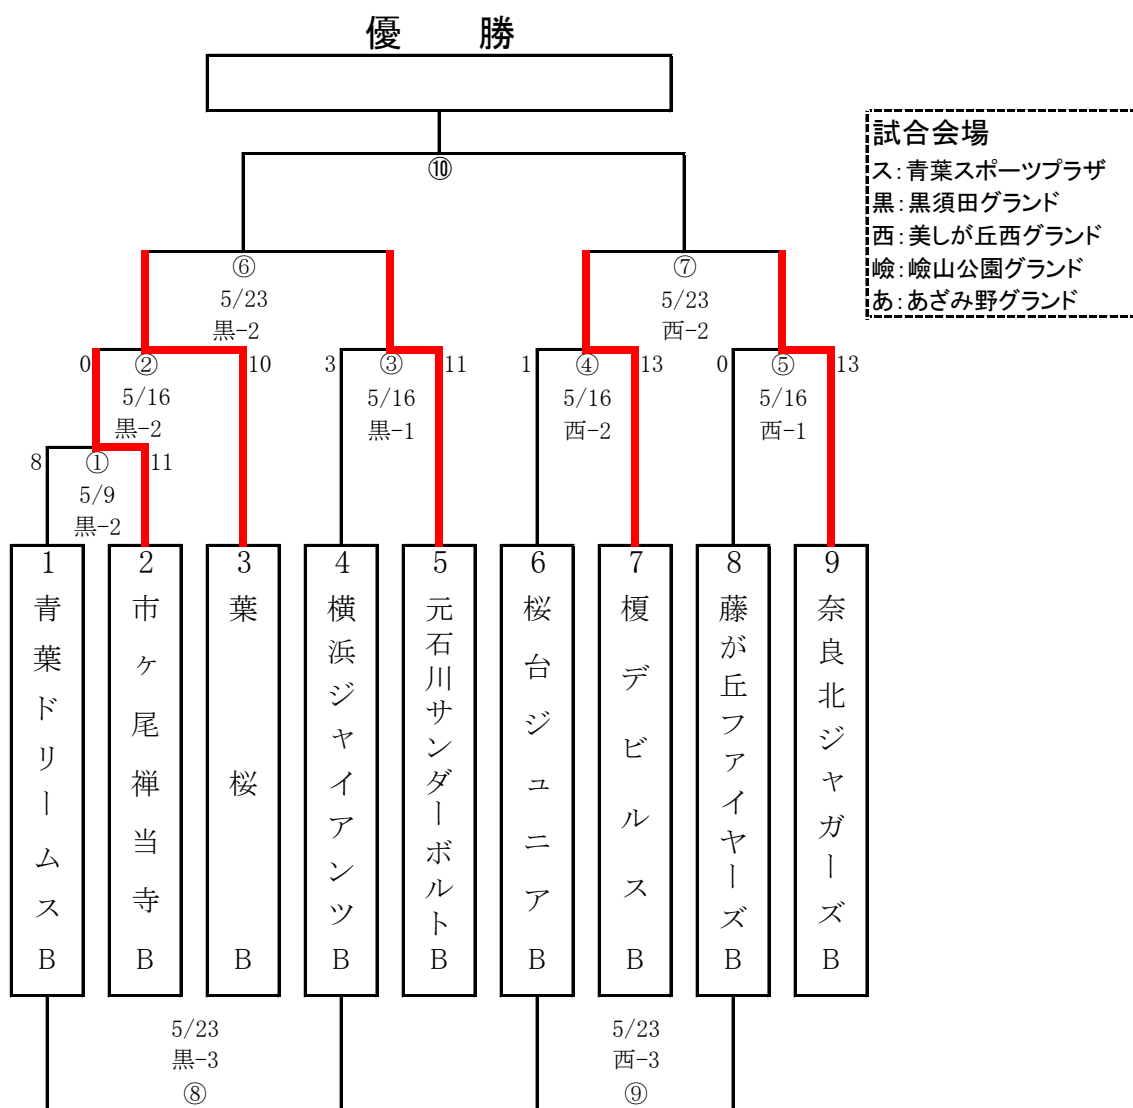 優　勝
⑩
試合会場
ス：青葉スポーツプラザ
黒：黒須田グランド
西：美しが丘西グランド
嶮：嶮山公園グランド
あ：あざみ野グランド
⑥
5/23
黒-2
⑦
5/23
西-2
0
②
10
5/16
黒-2
3
③
11
5/16
黒-1
1
④
13
5/16
西-2
0
⑤
13
5/16
西-1
8
①
11
5/9
黒-2
1
青葉ドリームスB
2
市ヶ尾禅当寺B
3
葉桜B
4
横浜ジャイアンツB
5
元石川サンダーボルトB
6
桜台ジュニアB
7
榎デビルスB
8
藤が丘ファイヤーズB
9
奈良北ジャガーズB
5/23
黒-3
⑧
5/23
西-3
⑨